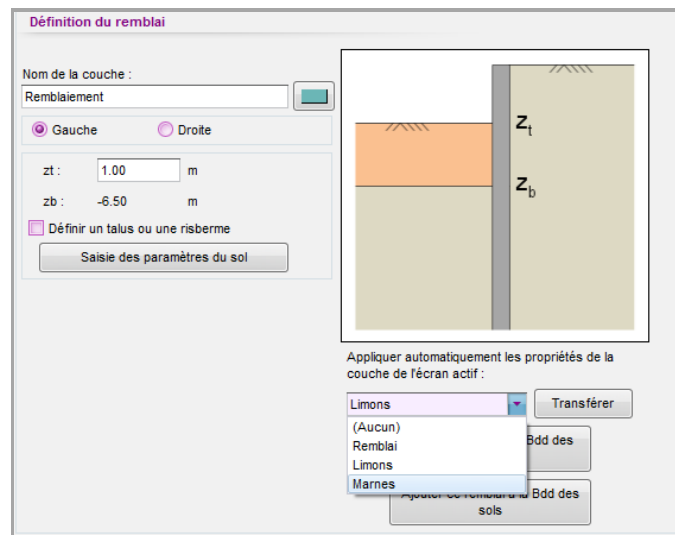 Définition du remblai
Nom de la couche :
Remblaiement
Gauche Droite
zt : 1.00 m
zb : -6.50 m
Définir un talus ou une risberme
Saisie des paramètres du sol
Zt
Zb
Appliquer automatiquement les propriétés de la
couche de l'écran actif :
Limons Transférer
(Aucun)
Remblai
Limons
Marnes
Bdd des
Ajouter ce remblai à la Bdd des
sols